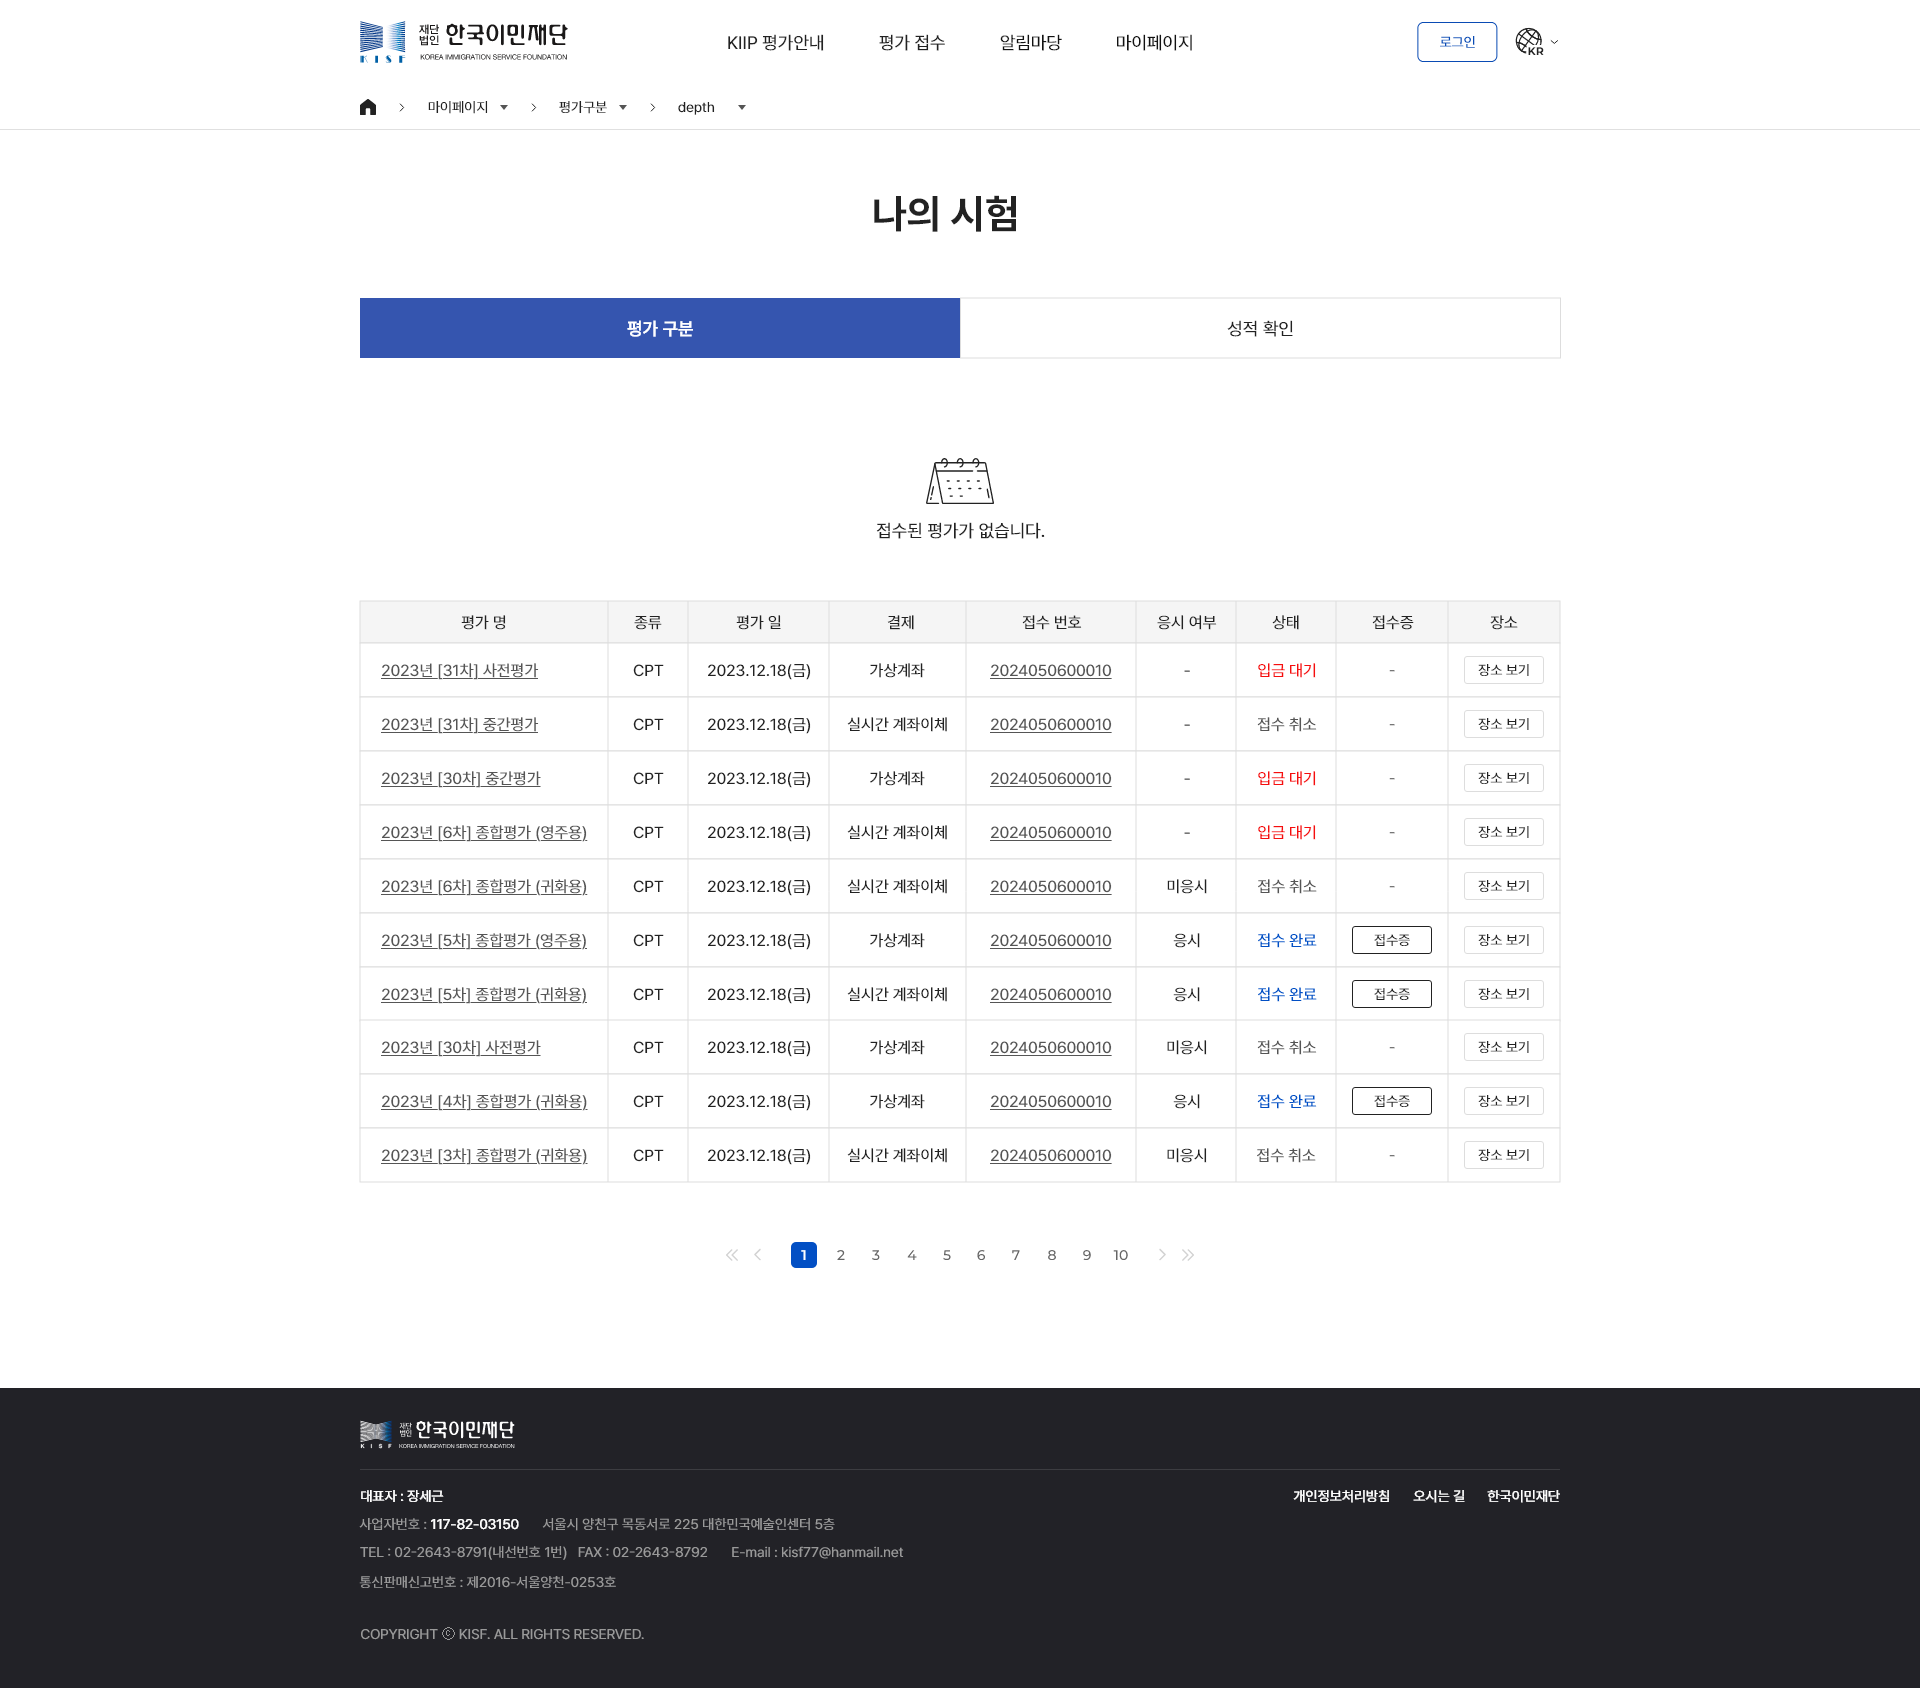 재단법인 한국이민재단
KISF KOREA IMMIGRATION SERVICE FOUNDATION
KIIP 평가안내 평가 접수 알림마당 마이페이지
로그인 KR
마이페이지 평가구분 depth
나의 시험
평가 구분 성적 확인
접수된 평가가 없습니다.
평가 명 종류 평가 일 결제 접수 번호 응시 여부 상태 접수증 장소
2023년 [31차] 사전평가 CPT 2023.12.18(금) 가상계좌 2024050600010 - 입금 대기 - 장소 보기
2023년 [31차] 중간평가 CPT 2023.12.18(금) 실시간 계좌이체 2024050600010 - 접수 취소 - 장소 보기
2023년 [30차] 중간평가 CPT 2023.12.18(금) 가상계좌 2024050600010 - 입금 대기 - 장소 보기
2023년 [6차] 종합평가 (영주용) CPT 2023.12.18(금) 실시간 계좌이체 2024050600010 - 입금 대기 - 장소 보기
2023년 [6차] 종합평가 (귀화용) CPT 2023.12.18(금) 실시간 계좌이체 2024050600010 미응시 접수 취소 - 장소 보기
2023년 [5차] 종합평가 (영주용) CPT 2023.12.18(금) 가상계좌 2024050600010 응시 접수 완료 접수증 장소 보기
2023년 [5차] 종합평가 (귀화용) CPT 2023.12.18(금) 실시간 계좌이체 2024050600010 응시 접수 완료 접수증 장소 보기
2023년 [30차] 사전평가 CPT 2023.12.18(금) 가상계좌 2024050600010 미응시 접수 취소 - 장소 보기
2023년 [4차] 종합평가 (귀화용) CPT 2023.12.18(금) 가상계좌 2024050600010 응시 접수 완료 접수증 장소 보기
2023년 [3차] 종합평가 (귀화용) CPT 2023.12.18(금) 실시간 계좌이체 2024050600010 미응시 접수 취소 - 장소 보기
1 2 3 4 5 6 7 8 9 10
재단법인 한국이민재단
KISF KOREA IMMIGRATION SERVICE FOUNDATION
대표자 : 장세근 개인정보처리방침 오시는 길 한국이민재단
사업자번호 : 117-82-03150 서울시 양천구 목동서로 225 대한민국예술인센터 5층
TEL : 02-2643-8791(내선번호 1번) FAX : 02-2643-8792 E-mail : kisf77@hanmail.net
통신판매신고번호 : 제2016-서울양천-0253호
COPYRIGHT ⓒ KISF. ALL RIGHTS RESERVED.